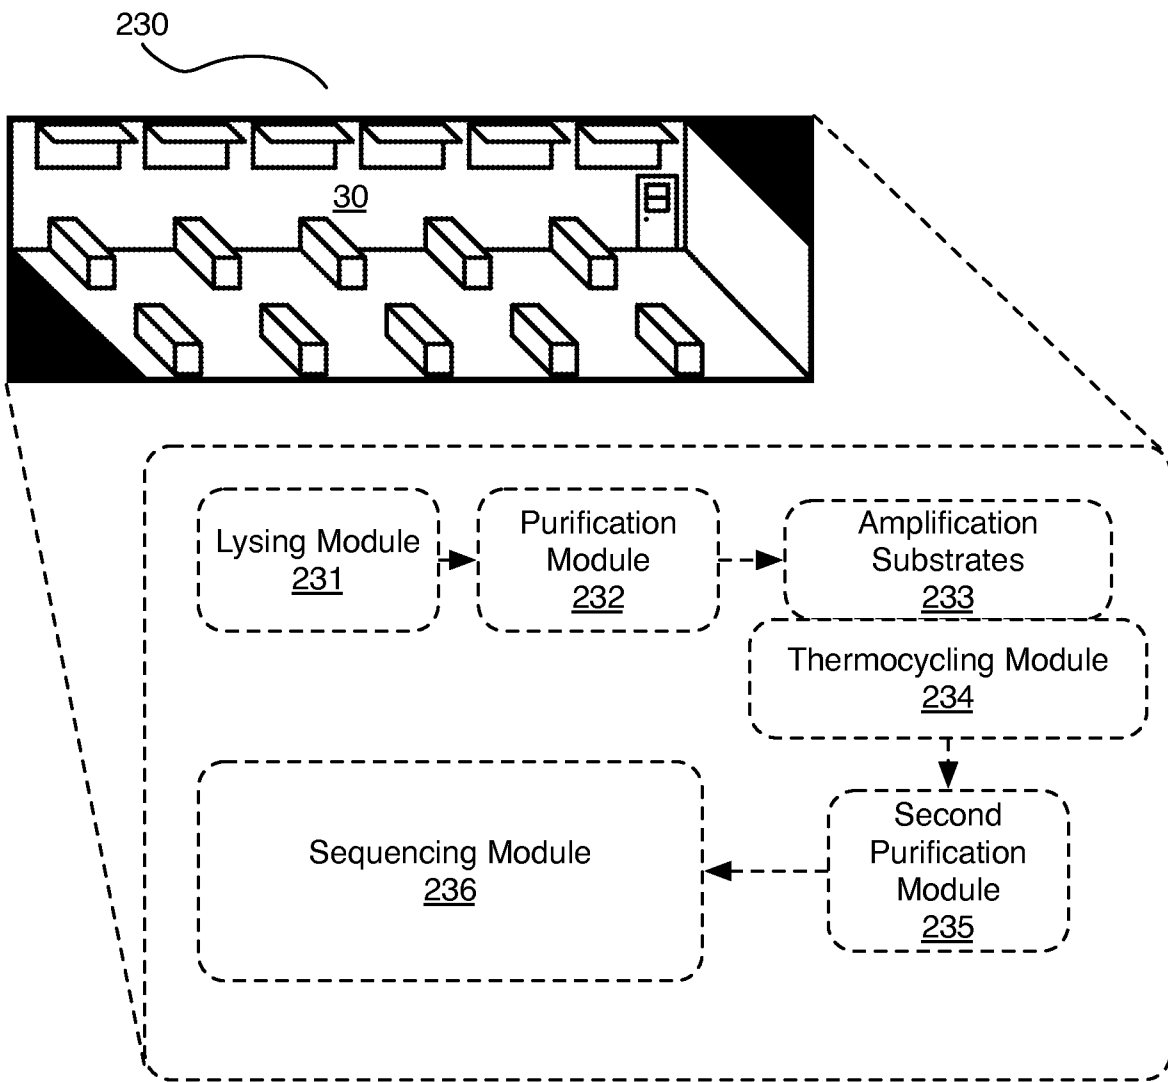 230
30
Lysing Module
231
Purification
Module
232
Amplification
Substrates
233
Thermocycling Module
234
Second
Purification
Module
235
Sequencing Module
236